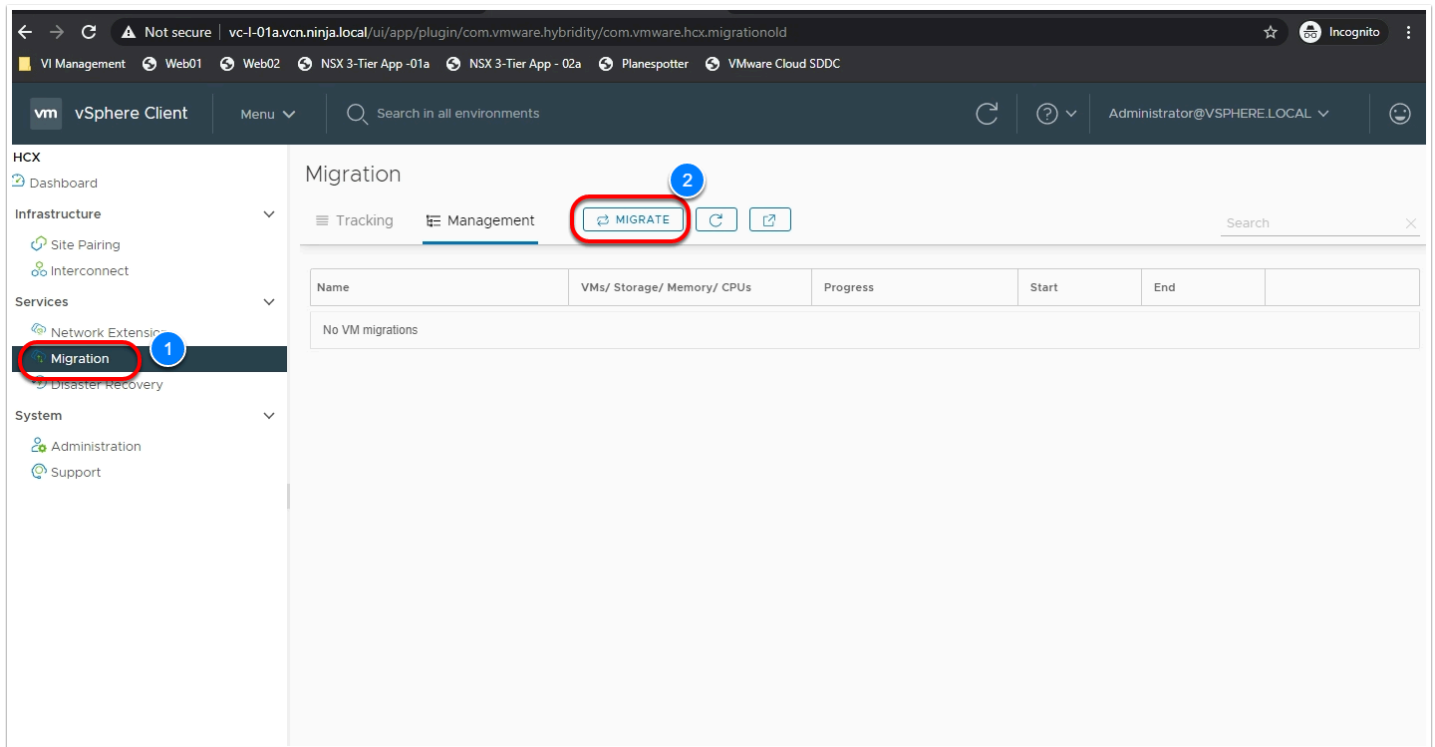 Not secure vc-l-01a.vcn.ninja.local/ui/app/plugin/com.vmware.hybridity/com.vmware.hcx.migrationold Incognito
VI Management Web01 Web02 NSX 3-Tier App -01a NSX 3-Tier App - 02a Planespotter VMware Cloud SDDC
vm vSphere Client Menu Search in all environments Administrator@VSPHERE.LOCAL
HCX
Dashboard
Infrastructure
Site Pairing
Interconnect
Services
Network Extension
Migration 1
Disaster Recovery
System
Administration
Support
Migration
2
Tracking Management MIGRATE Search
Name VMs/ Storage/ Memory/ CPUs Progress Start End
No VM migrations